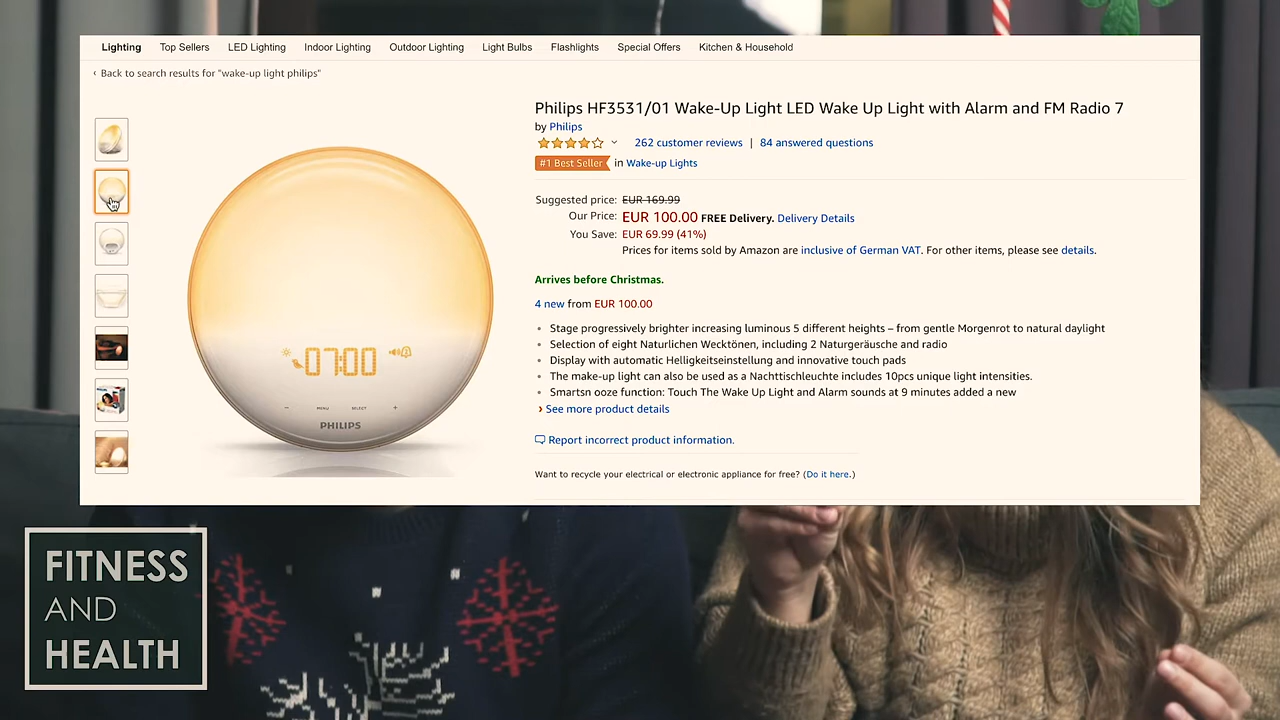 Lighting Top Sellers LED Lighting Indoor Lighting Outdoor Lighting Light Bulbs Flashlights Special Offers Kitchen & Household
‹ Back to search results for "wake-up light philips"
Philips HF3531/01 Wake-Up Light LED Wake Up Light with Alarm and FM Radio 7
by Philips
262 customer reviews | 84 answered questions
#1 Best Seller in Wake-up Lights
Suggested price: EUR 169.99
Our Price: EUR 100.00 FREE Delivery. Delivery Details
You Save: EUR 69.99 (41%)
Prices for items sold by Amazon are inclusive of German VAT. For other items, please see details.
Arrives before Christmas.
4 new from EUR 100.00
• Stage progressively brighter increasing luminous 5 different heights – from gentle Morgenrot to natural daylight
• Selection of eight Naturlichen Wecktönen, including 2 Naturgeräusche and radio
• Display with automatic Helligkeitseinstellung and innovative touch pads
• The make-up light can also be used as a Nachttischleuchte includes 10pcs unique light intensities.
• Smartsn ooze function: Touch The Wake Up Light and Alarm sounds at 9 minutes added a new
› See more product details
Report incorrect product information.
Want to recycle your electrical or electronic appliance for free? (Do it here.)
07:00
− MENU SELECT +
PHILIPS
FITNESS
AND
HEALTH